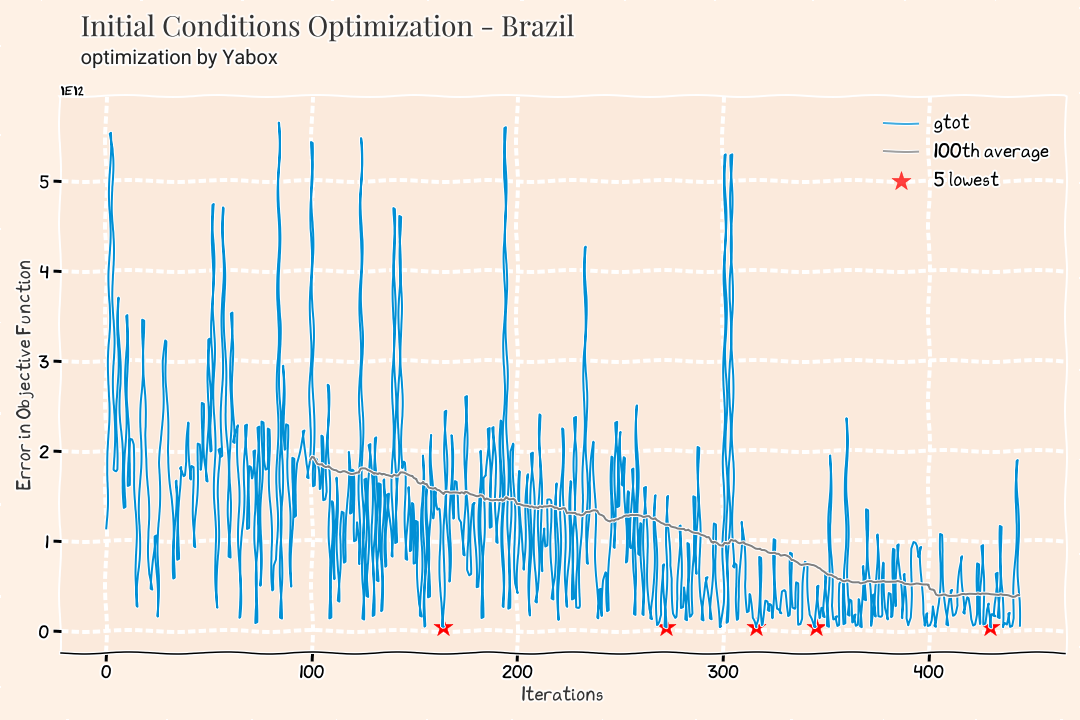 Initial Conditions Optimization - Brazil
optimization by Yabox
1E12
gtot
100th average
5 lowest
5
4
3
2
1
0
Error in Objective Function
0 100 200 300 400
Iterations